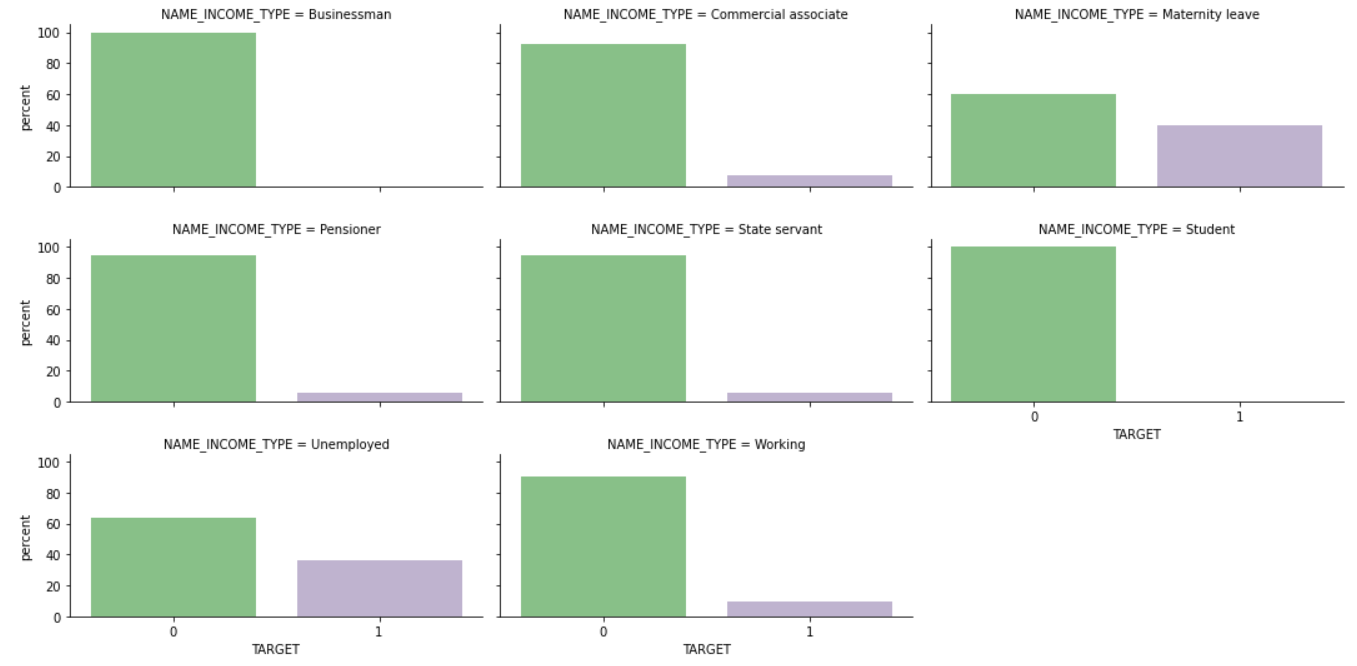 NAME_INCOME_TYPE = Businessman
NAME_INCOME_TYPE = Commercial associate
NAME_INCOME_TYPE = Maternity leave
100
80
60
40
20
0
percent
NAME_INCOME_TYPE = Pensioner
NAME_INCOME_TYPE = State servant
NAME_INCOME_TYPE = Student
100
80
60
40
20
0
percent
0 1
TARGET
NAME_INCOME_TYPE = Unemployed
NAME_INCOME_TYPE = Working
100
80
60
40
20
0
percent
0 1
TARGET
0 1
TARGET